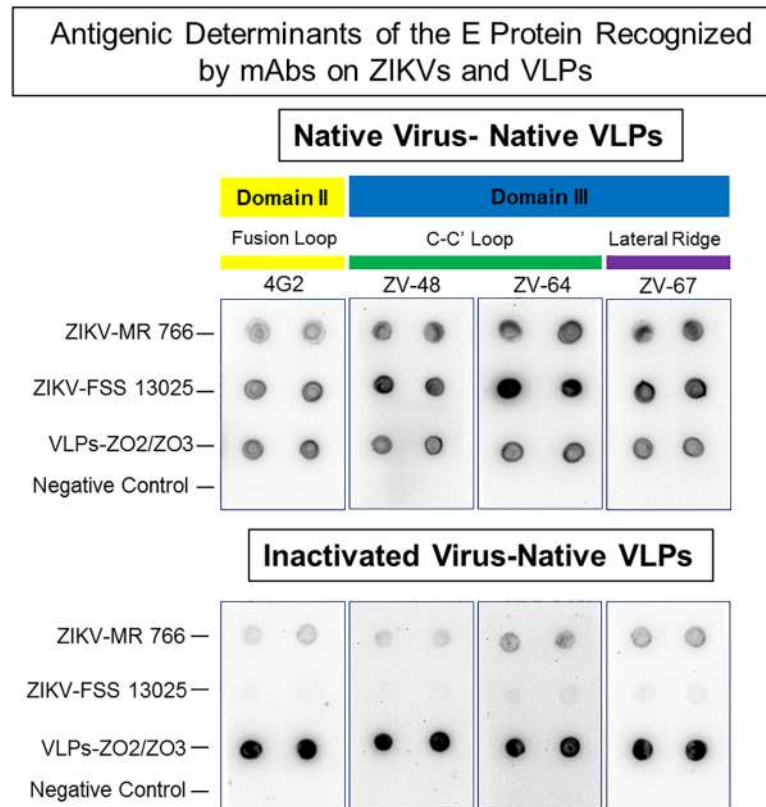 Antigenic Determinants of the E Protein Recognized
by mAbs on ZIKVs and VLPs
Native Virus- Native VLPs
Domain II Domain III
Fusion Loop C-C' Loop Lateral Ridge
4G2 ZV-48 ZV-64 ZV-67
ZIKV-MR 766
ZIKV-FSS 13025
VLPs-ZO2/ZO3
Negative Control
Inactivated Virus-Native VLPs
ZIKV-MR 766
ZIKV-FSS 13025
VLPs-ZO2/ZO3
Negative Control